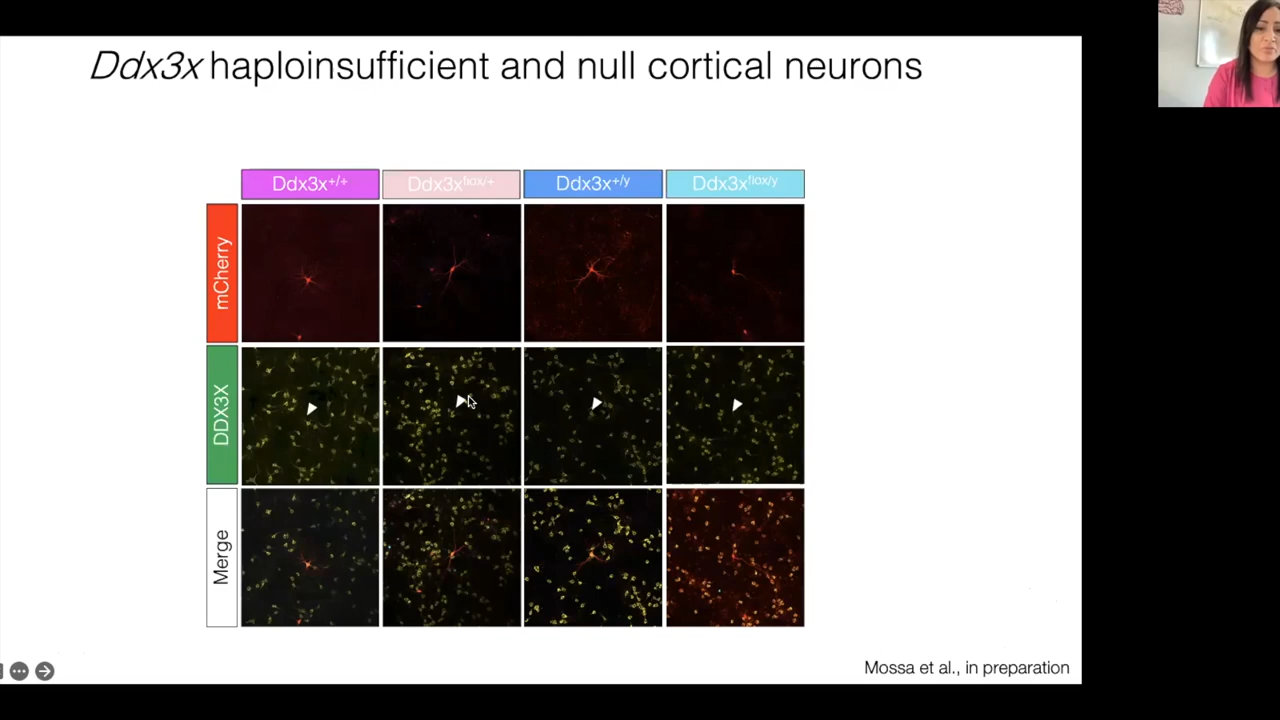 Ddx3x haploinsufficient and null cortical neurons
Ddx3x+/+ Ddx3xflox/+ Ddx3x+/y Ddx3xflox/y
mCherry
DDX3X
Merge
Mossa et al., in preparation